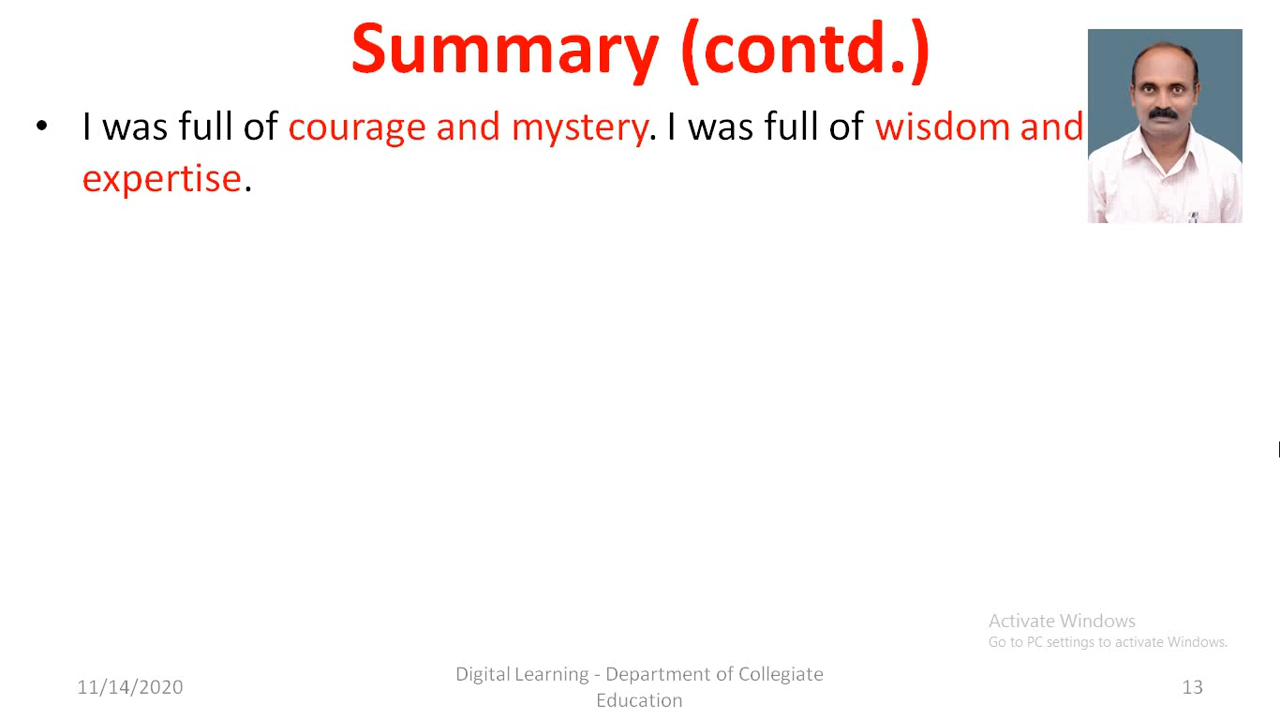 Summary (contd.)
• I was full of courage and mystery. I was full of wisdom and
expertise.
Activate Windows
Go to PC settings to activate Windows.
11/14/2020
Digital Learning - Department of Collegiate
Education
13